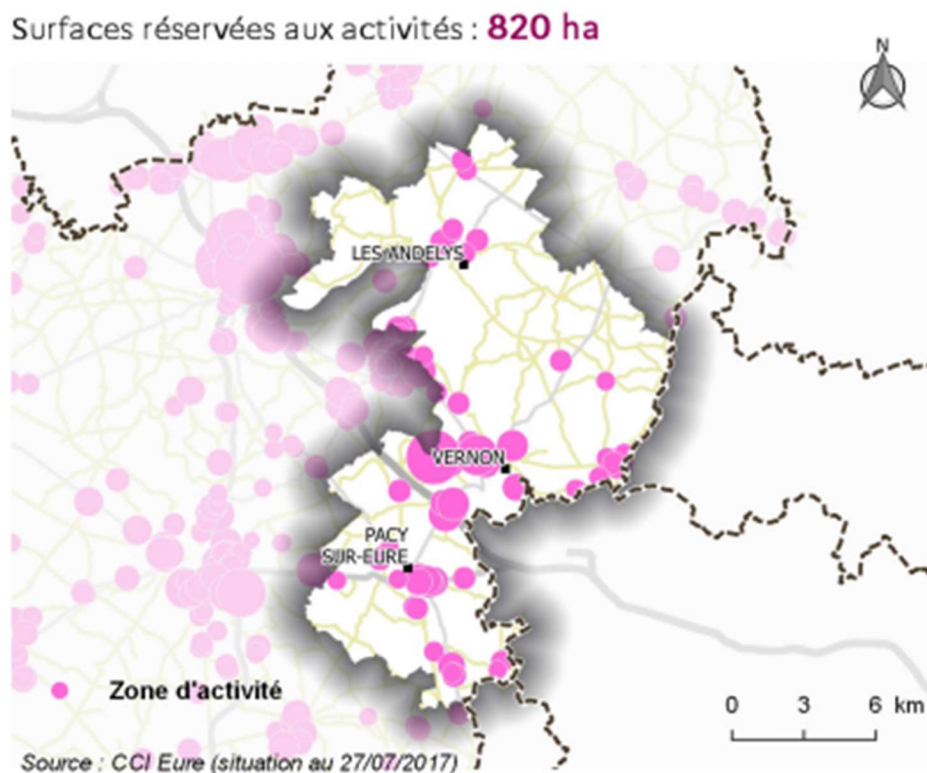 Surfaces réservées aux activités : 820 ha
N
LES ANDELYS
VERNON
PACY
SUR-EURE
Zone d'activité
0 3 6 km
Source : CCI Eure (situation au 27/07/2017)